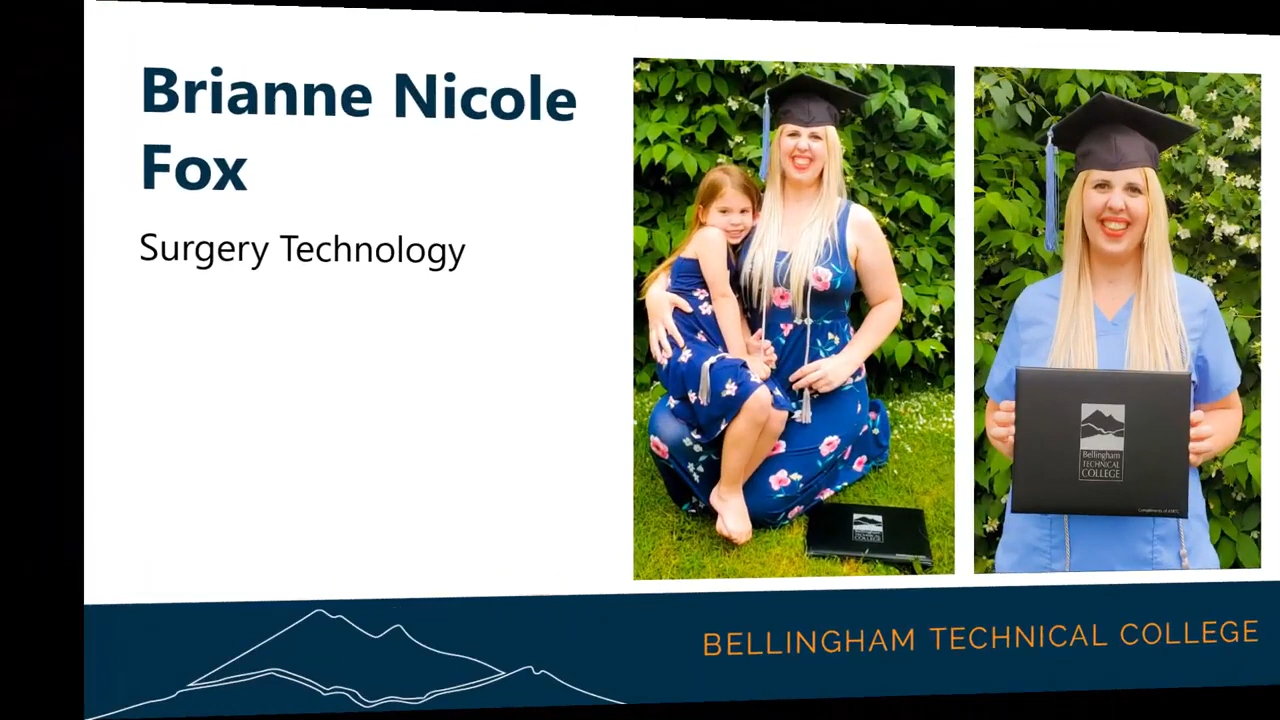 Brianne Nicole
Fox
Surgery Technology
Bellingham
TECHNICAL
COLLEGE
BELLINGHAM TECHNICAL COLLEGE